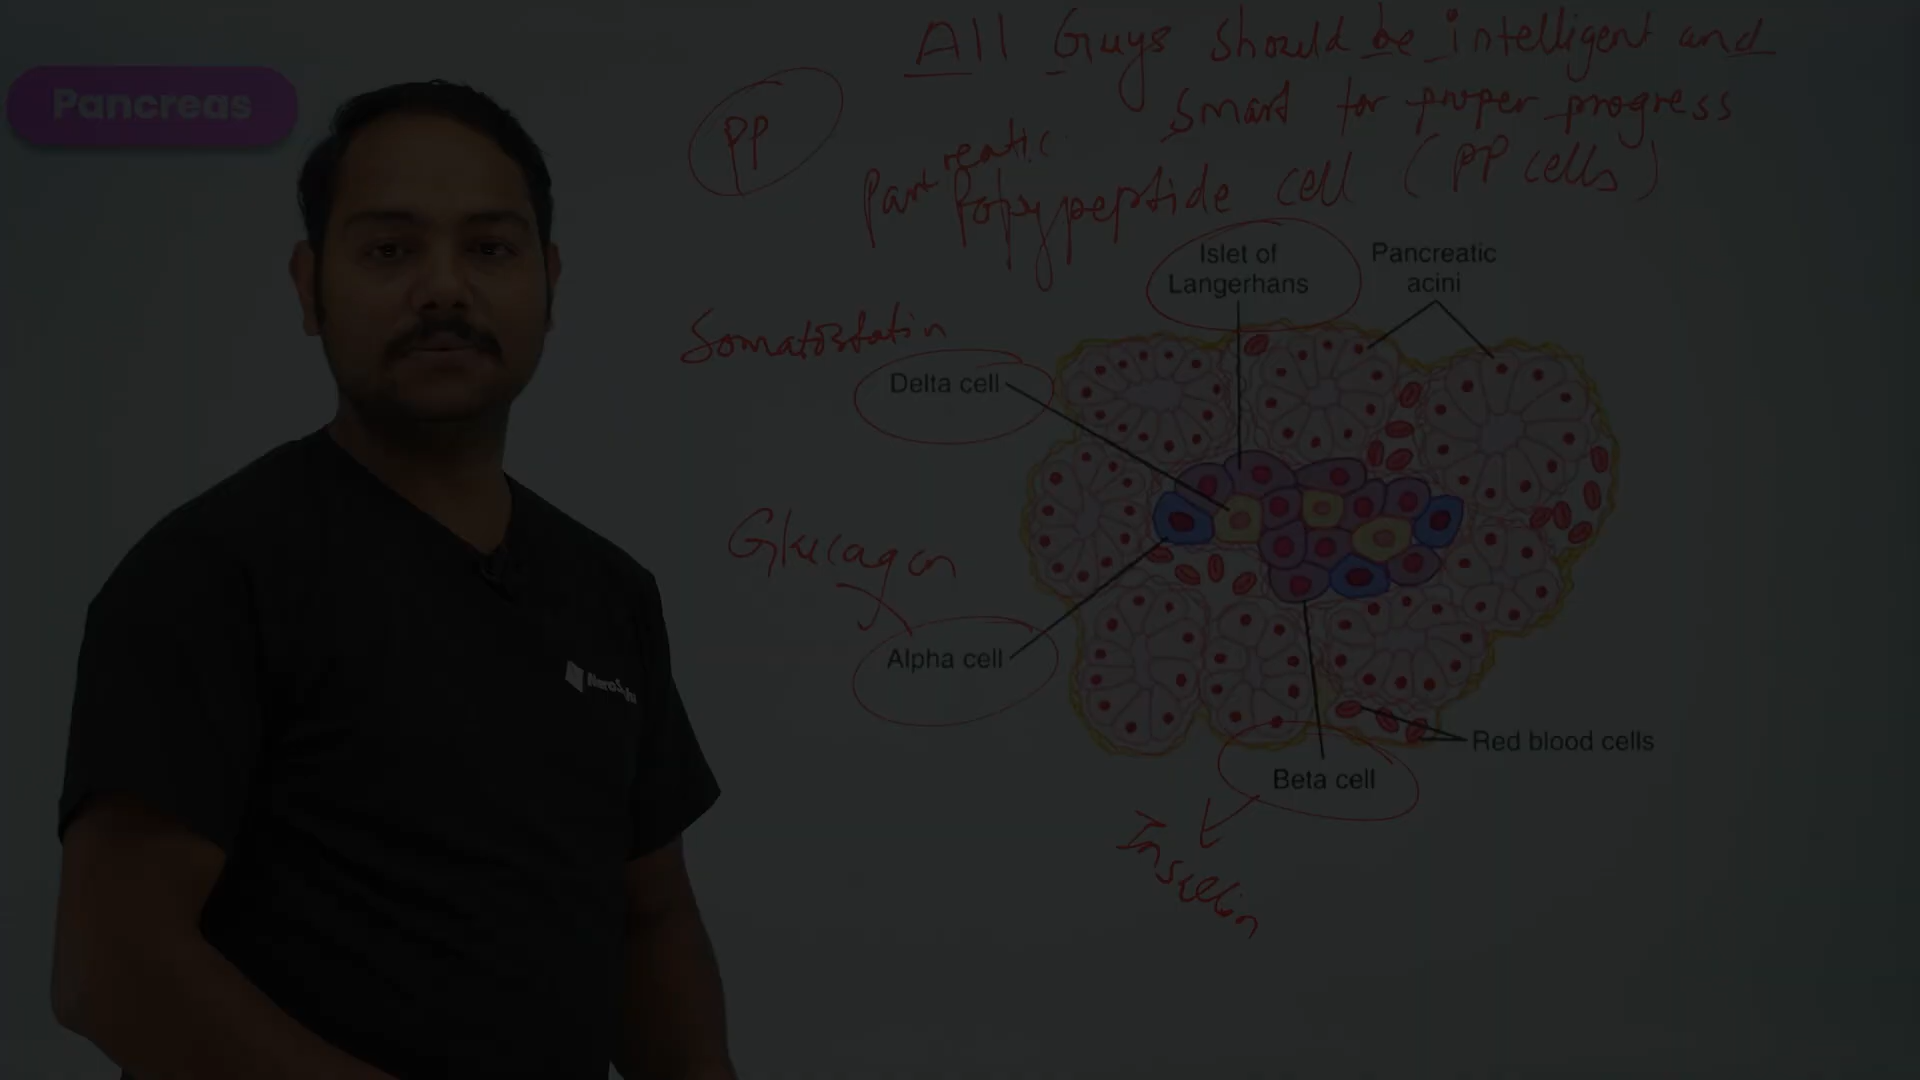 All Guys should be intelligent and
Pancreas
smart for proper progress
PP
Pancreatic
Polypeptide cell (PP cells)
Islet of
Langerhans
Pancreatic
acini
Somatostatin
Delta cell
Glucagon
Alpha cell
Red blood cells
Beta cell
Insulin